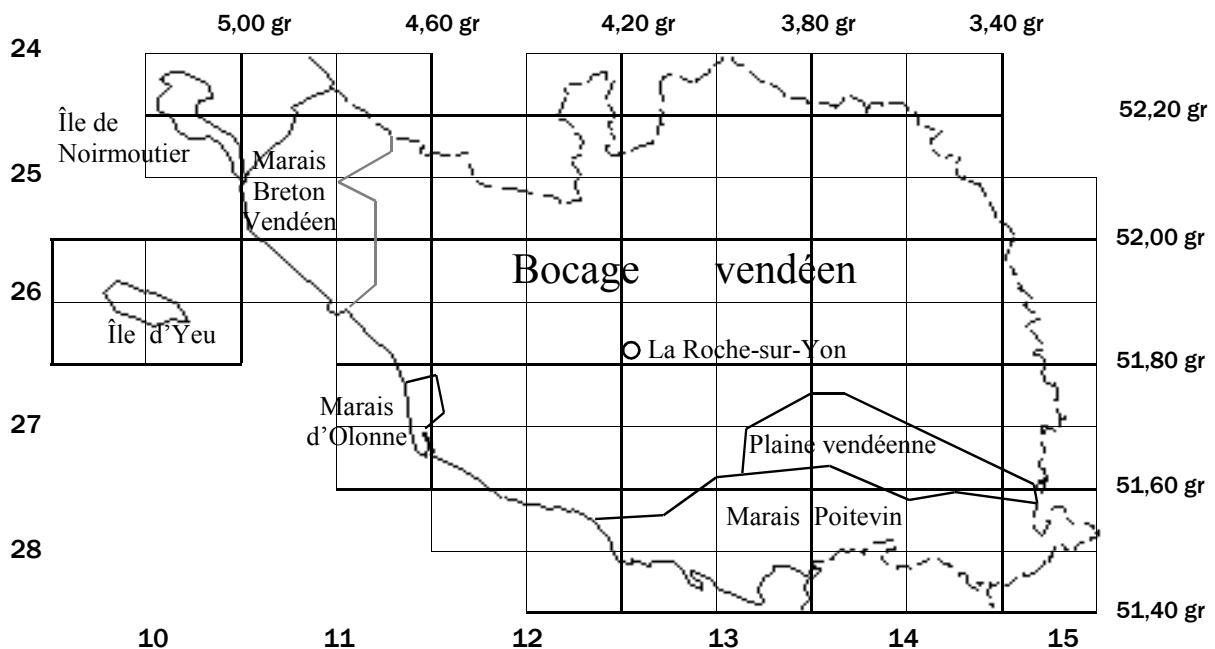 5,00 gr 4,60 gr 4,20 gr 3,80 gr 3,40 gr
24
52,20 gr
Île de
Noirmoutier
Marais
Breton
Vendéen
25
52,00 gr
Bocage vendéen
26
Île d'Yeu
La Roche-sur-Yon
51,80 gr
Marais
d'Olonne
27
Plaine vendéenne
51,60 gr
Marais Poitevin
28
51,40 gr
10 11 12 13 14 15